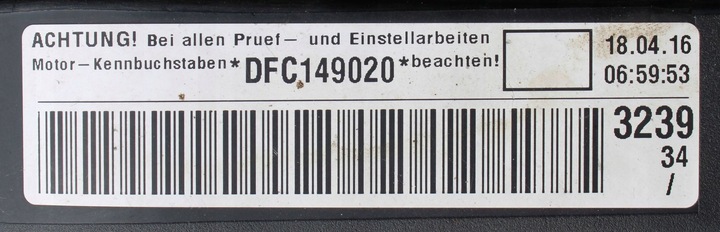 ACHTUNG! Bei allen Pruef- und Einstellarbeiten
Motor-Kennbuchstaben*DFC149020*beachten!
18.04.16
06:59:53
3239
34
/